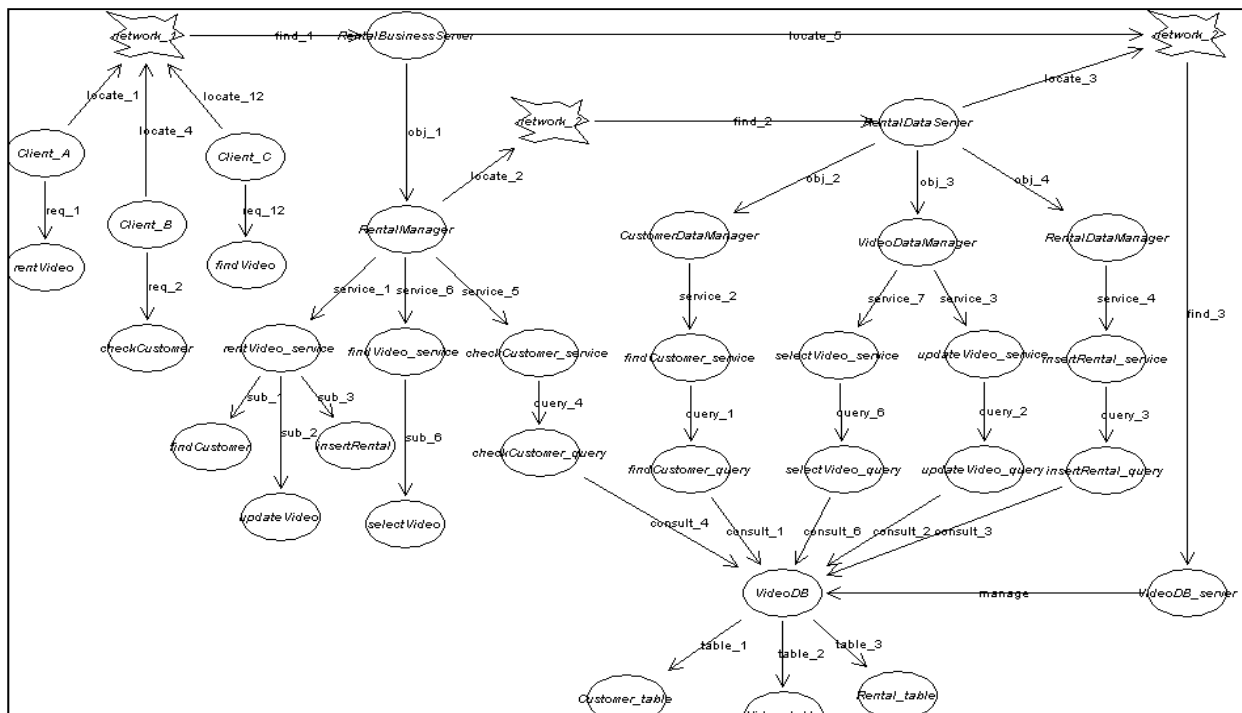 network_1
find_1
RentalBusinessServer
locate_5
network_2
locate_1
locate_12
locate_3
locate_4
obj_1
network_2
find_2
RentalDataServer
Client_A
Client_C
locate_2
obj_2
obj_3
obj_4
req_1
Client_B
req_12
RentalManager
CustomerDataManager
VideoDataManager
RentalDataManager
rentVideo
findVideo
req_2
service_1
service_6
service_5
service_2
service_7
service_3
service_4
find_3
checkCustomer
rentVideo_service
findVideo_service
checkCustomer_service
findCustomer_service
selectVideo_service
updateVideo_service
insertRental_service
sub_1
sub_3
sub_2
sub_6
query_4
query_1
query_6
query_2
query_3
findCustomer
insertRental
checkCustomer_query
findCustomer_query
selectVideo_query
updateVideo_query
insertRental_query
updateVideo
selectVideo
consult_4
consult_1
consult_6
consult_2
consult_3
VideoDB
manage
VideoDB_server
table_1
table_2
table_3
Customer_table
Rental_table